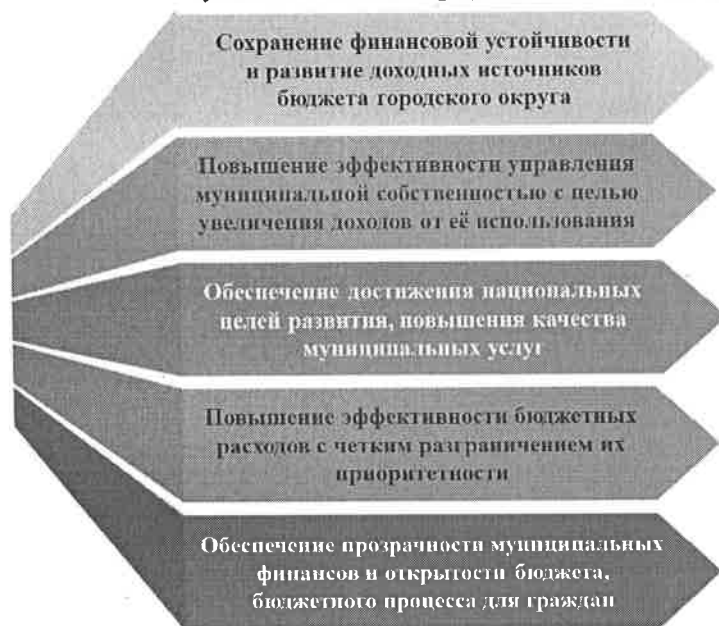 Сохранение финансовой устойчивости
и развитие доходных источников
бюджета городского округа
Повышение эффективности управления
муниципальной собственностью с целью
увеличения доходов от её использования
Обеспечение достижения национальных
целей развития, повышения качества
муниципальных услуг
Повышение эффективности бюджетных
расходов с четким разграничением их
приоритетности
Обеспечение прозрачности муниципальных
финансов и открытости бюджета,
бюджетного процесса для граждан